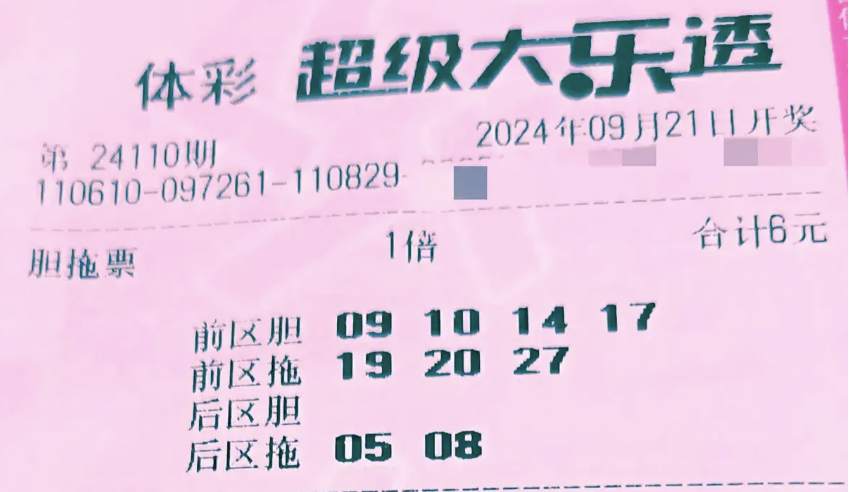 体彩 超级大乐透
第 24110期 2024年09月21日开奖
110610-097261-110829-
胆拖票 1倍 合计6元
前区胆 09 10 14 17
前区拖 19 20 27
后区胆
后区拖 05 08